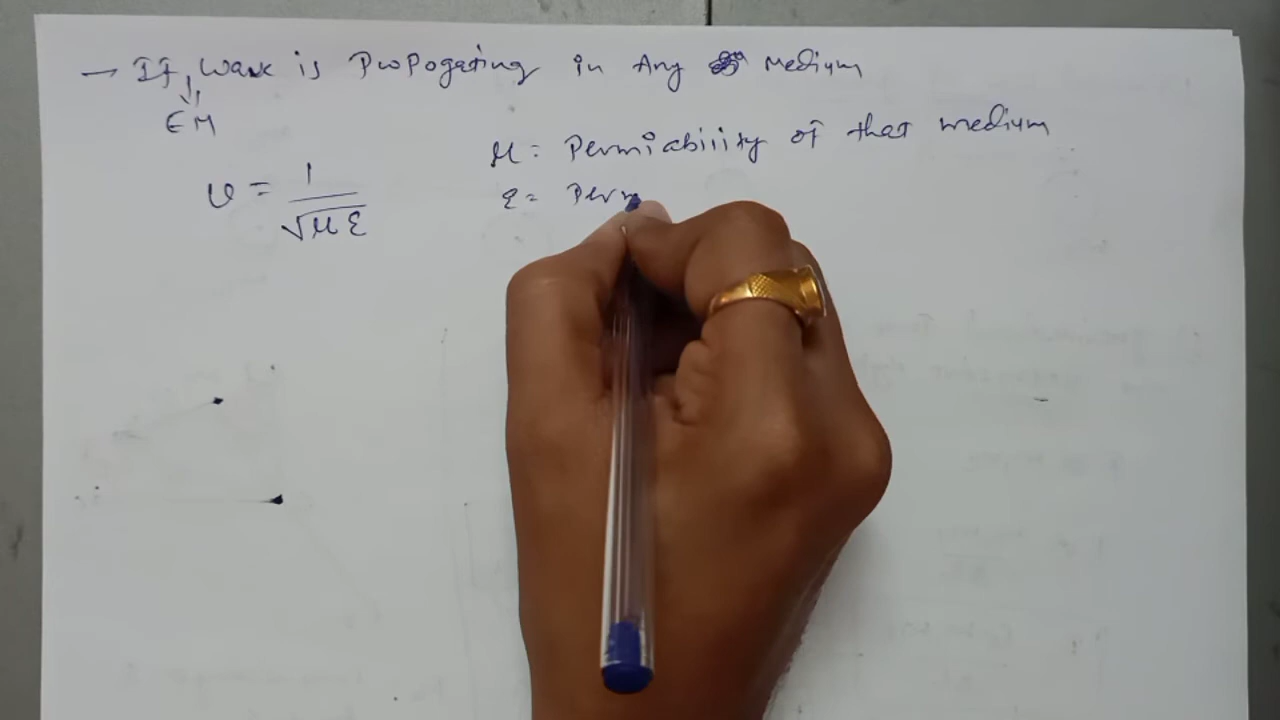 → If wave is Propogating in Any medium
EM
μ = Permiability of that medium
v = 1/√με
ε = Perm